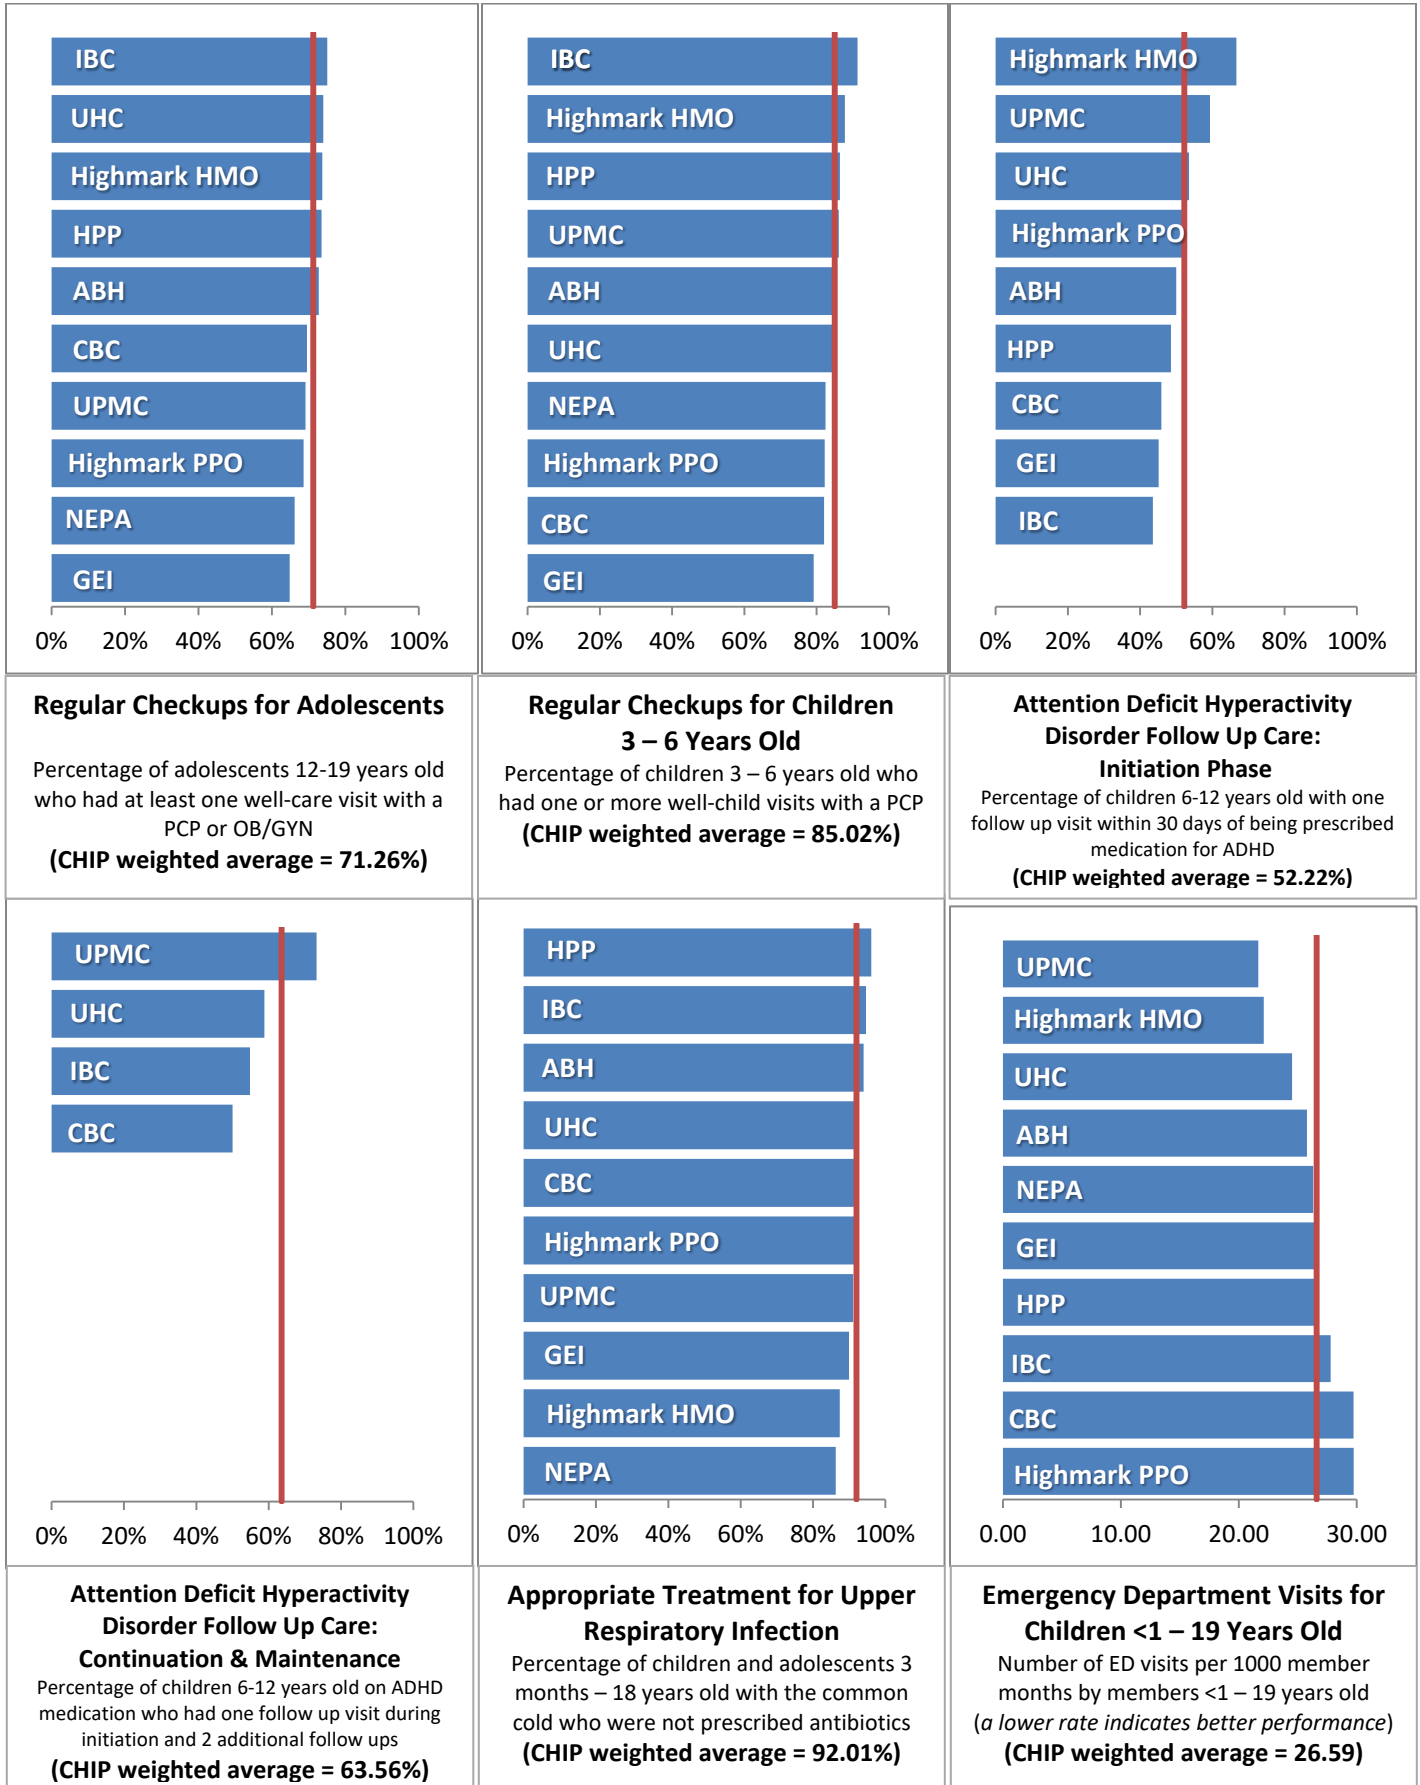 IBC
UHC
Highmark HMO
HPP
ABH
CBC
UPMC
Highmark PPO
NEPA
GEI
0% 20% 40% 60% 80% 100%
Regular Checkups for Adolescents
Percentage of adolescents 12-19 years old
who had at least one well-care visit with a
PCP or OB/GYN
(CHIP weighted average = 71.26%)
IBC
Highmark HMO
HPP
UPMC
ABH
UHC
NEPA
Highmark PPO
CBC
GEI
0% 20% 40% 60% 80% 100%
Regular Checkups for Children
3 – 6 Years Old
Percentage of children 3 – 6 years old who
had one or more well-child visits with a PCP
(CHIP weighted average = 85.02%)
Highmark HMO
UPMC
UHC
Highmark PPO
ABH
HPP
CBC
GEI
IBC
0% 20% 40% 60% 80% 100%
Attention Deficit Hyperactivity
Disorder Follow Up Care:
Initiation Phase
Percentage of children 6-12 years old with one
follow up visit within 30 days of being prescribed
medication for ADHD
(CHIP weighted average = 52.22%)
UPMC
UHC
IBC
CBC
0% 20% 40% 60% 80% 100%
Attention Deficit Hyperactivity
Disorder Follow Up Care:
Continuation & Maintenance
Percentage of children 6-12 years old on ADHD
medication who had one follow up visit during
initiation and 2 additional follow ups
(CHIP weighted average = 63.56%)
HPP
IBC
ABH
UHC
CBC
Highmark PPO
UPMC
GEI
Highmark HMO
NEPA
0% 20% 40% 60% 80% 100%
Appropriate Treatment for Upper
Respiratory Infection
Percentage of children and adolescents 3
months – 18 years old with the common
cold who were not prescribed antibiotics
(CHIP weighted average = 92.01%)
UPMC
Highmark HMO
UHC
ABH
NEPA
GEI
HPP
IBC
CBC
Highmark PPO
0.00 10.00 20.00 30.00
Emergency Department Visits for
Children <1 – 19 Years Old
Number of ED visits per 1000 member
months by members <1 – 19 years old
(a lower rate indicates better performance)
(CHIP weighted average = 26.59)